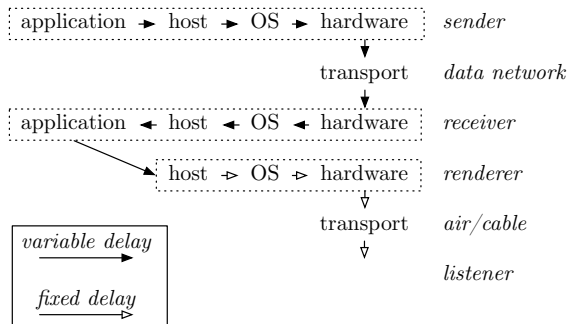 application host OS hardware sender
transport data network
application host OS hardware receiver
host OS hardware renderer
transport air/cable
listener
variable delay
fixed delay